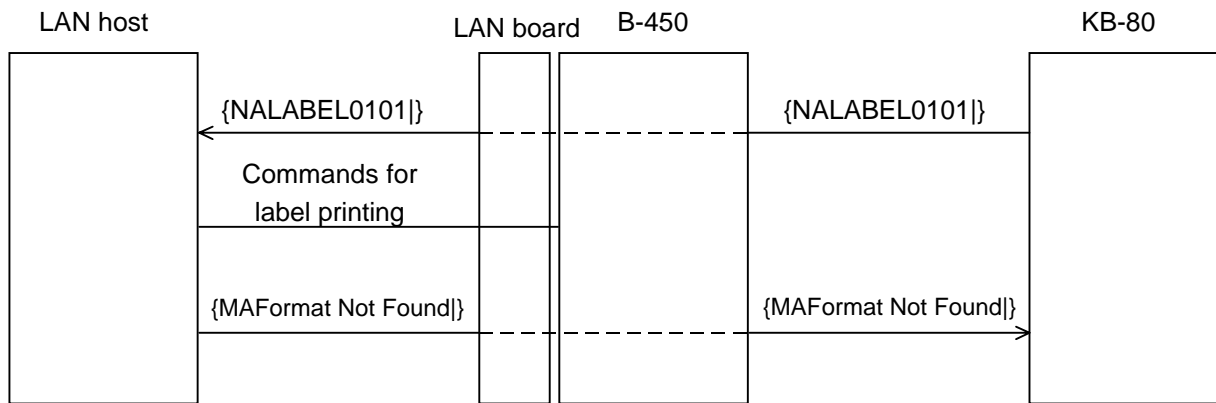 LAN host
LAN board
B-450
KB-80
{NALABEL0101|}
{NALABEL0101|}
Commands for
label printing
{MAFormat Not Found|}
{MAFormat Not Found|}